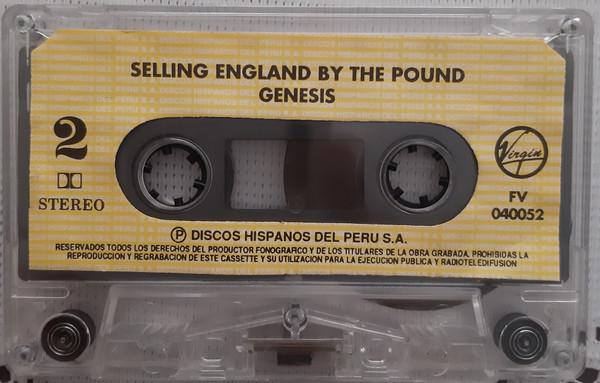 SELLING ENGLAND BY THE POUND
GENESIS
2
STEREO
Virgin
FV
040052
Ⓟ DISCOS HISPANOS DEL PERU S.A.
RESERVADOS TODOS LOS DERECHOS DEL PRODUCTOR FONOGRAFICO Y DE LOS TITULARES DE LA OBRA GRABADA, PROHIBIDAS LA
REPRODUCCION Y REGRABACION DE ESTE CASSETTE Y SU UTILIZACION PARA LA EJECUCION PUBLICA Y RADIOTELEDIFUSION